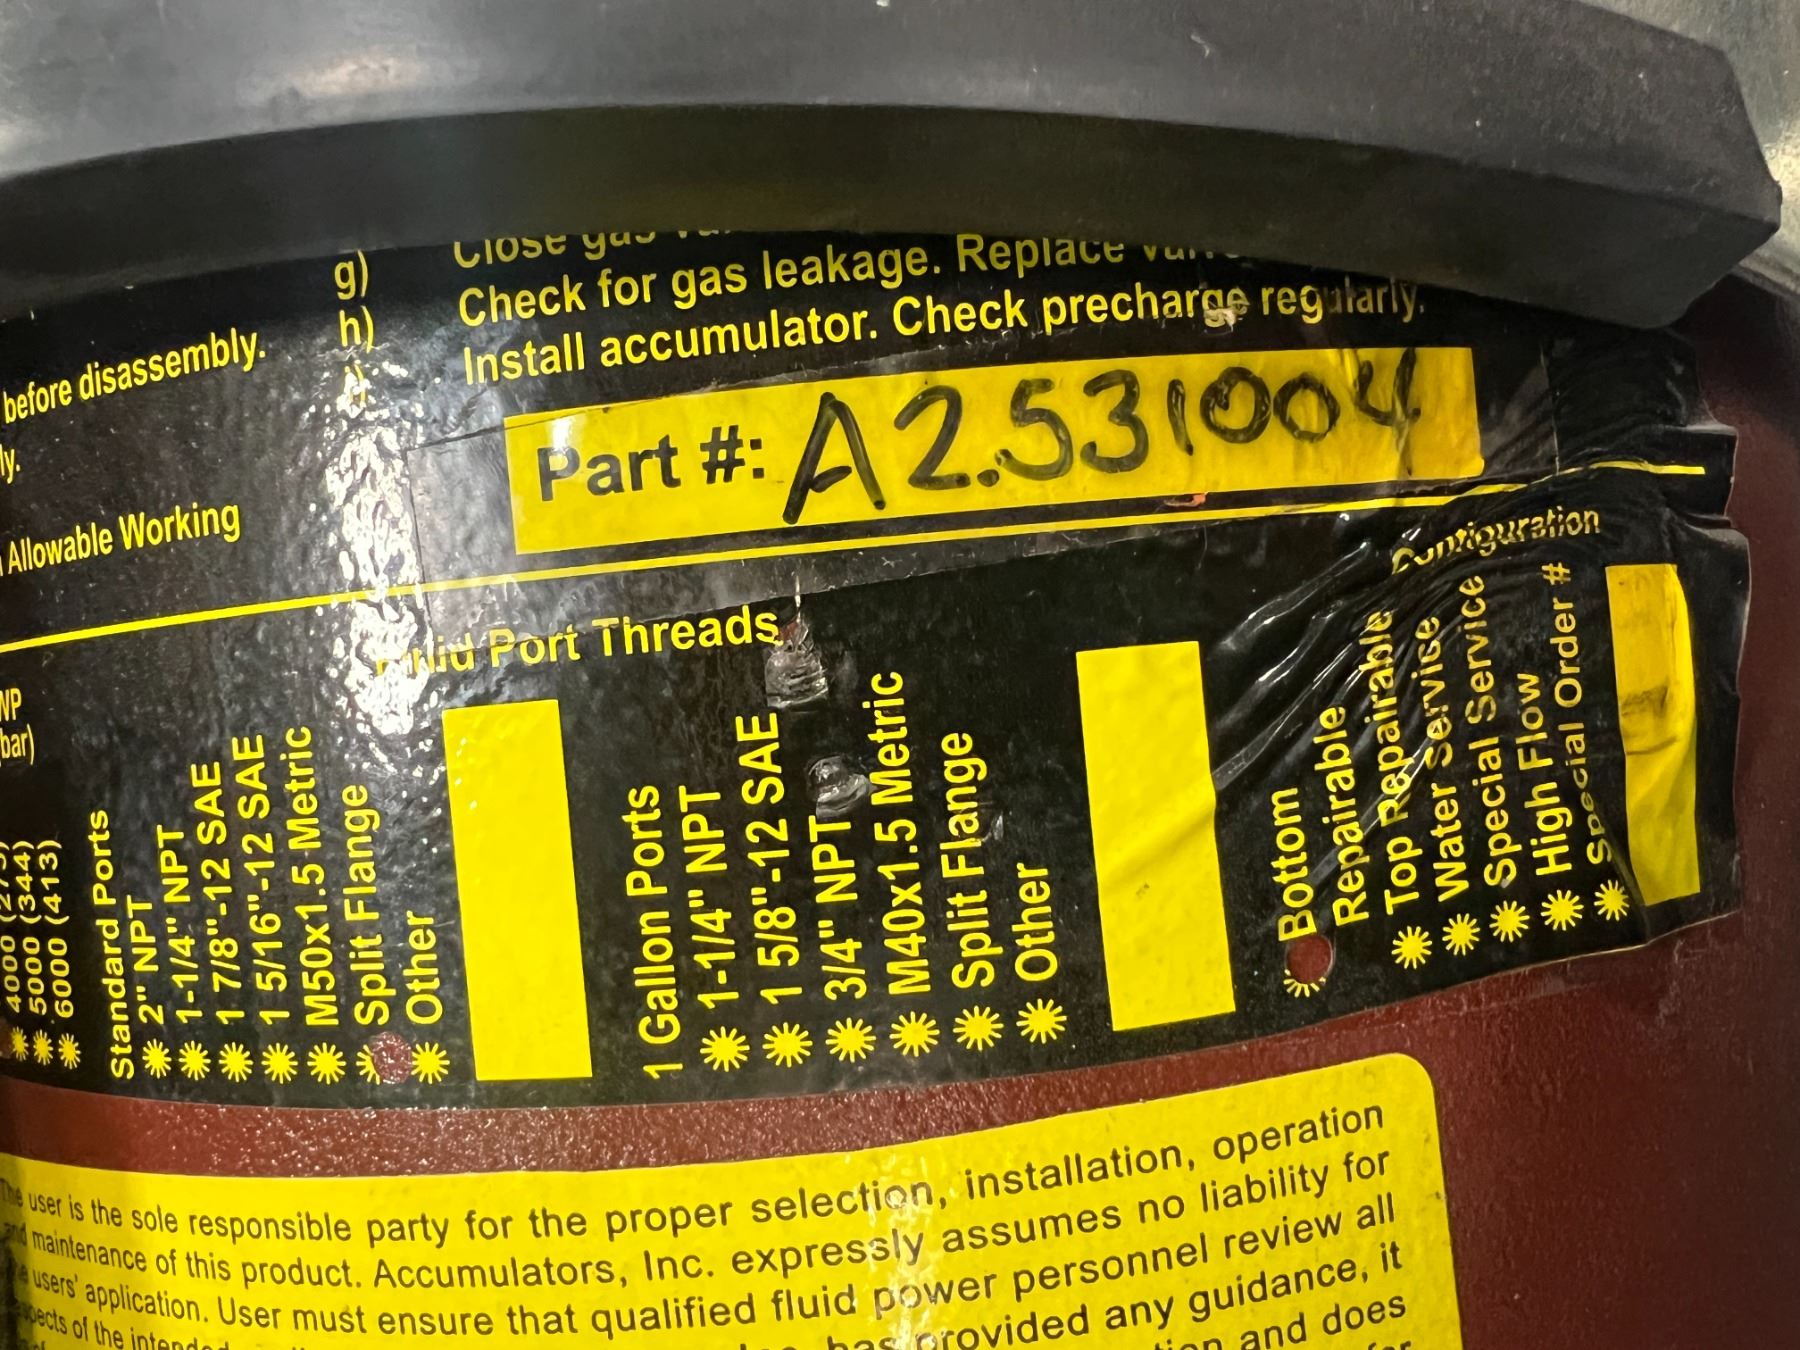 g)
Check for gas leakage. Replace
h)
Install accumulator. Check precharge regularly.
before disassembly.
Allowable Working
Part #: A2.531004
Port Threads
Configuration
bar)
5000 (344)
6000 (413)
Standard Ports
2" NPT
1-1/4" NPT
1 7/8"-12 SAE
1 5/16"-12 SAE
M50x1.5 Metric
Split Flange
Other
1 Gallon Ports
1-1/4" NPT
1 5/8"-12 SAE
3/4" NPT
M40x1.5 Metric
Split Flange
Other
Bottom
Repairable
Top Repairable
Water Service
Special Service
High Flow
Special Order #
The user is the sole responsible party for the proper selection, installation, operation
and maintenance of this product. Accumulators, Inc. expressly assumes no liability for
users' application. User must ensure that qualified fluid power personnel review all
of the provided any guidance, it
and does